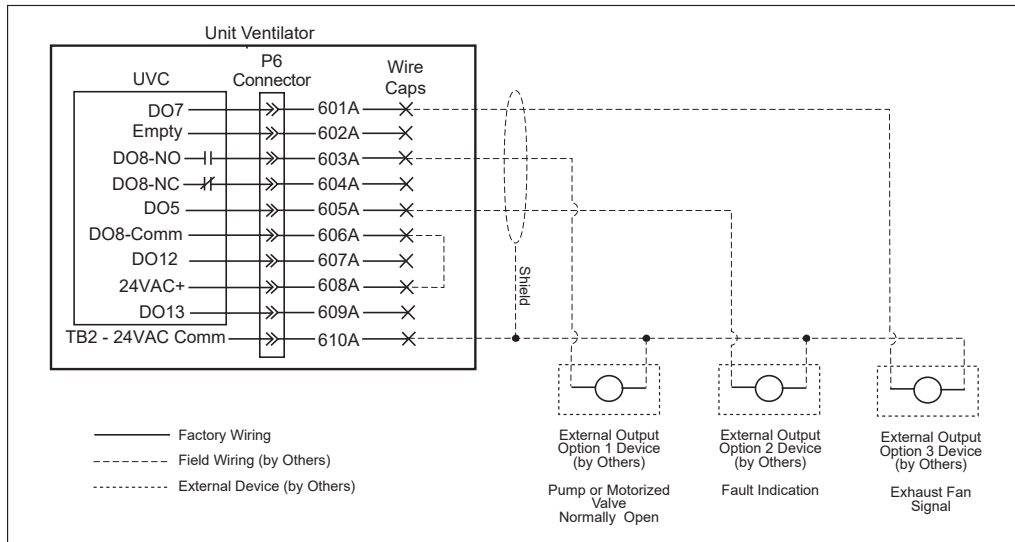 Unit Ventilator
UVC
P6
Connector
Wire
Caps
DO7
601A
Empty
602A
DO8-NO
603A
DO8-NC
604A
DO5
605A
DO8-Comm
606A
DO12
607A
24VAC+
608A
DO13
609A
TB2 - 24VAC Comm
610A
Shield
Factory Wiring
Field Wiring (by Others)
External Device (by Others)
External Output
Option 1 Device
(by Others)
Pump or Motorized
Valve
Normally Open
External Output
Option 2 Device
(by Others)
Fault Indication
External Output
Option 3 Device
(by Others)
Exhaust Fan
Signal